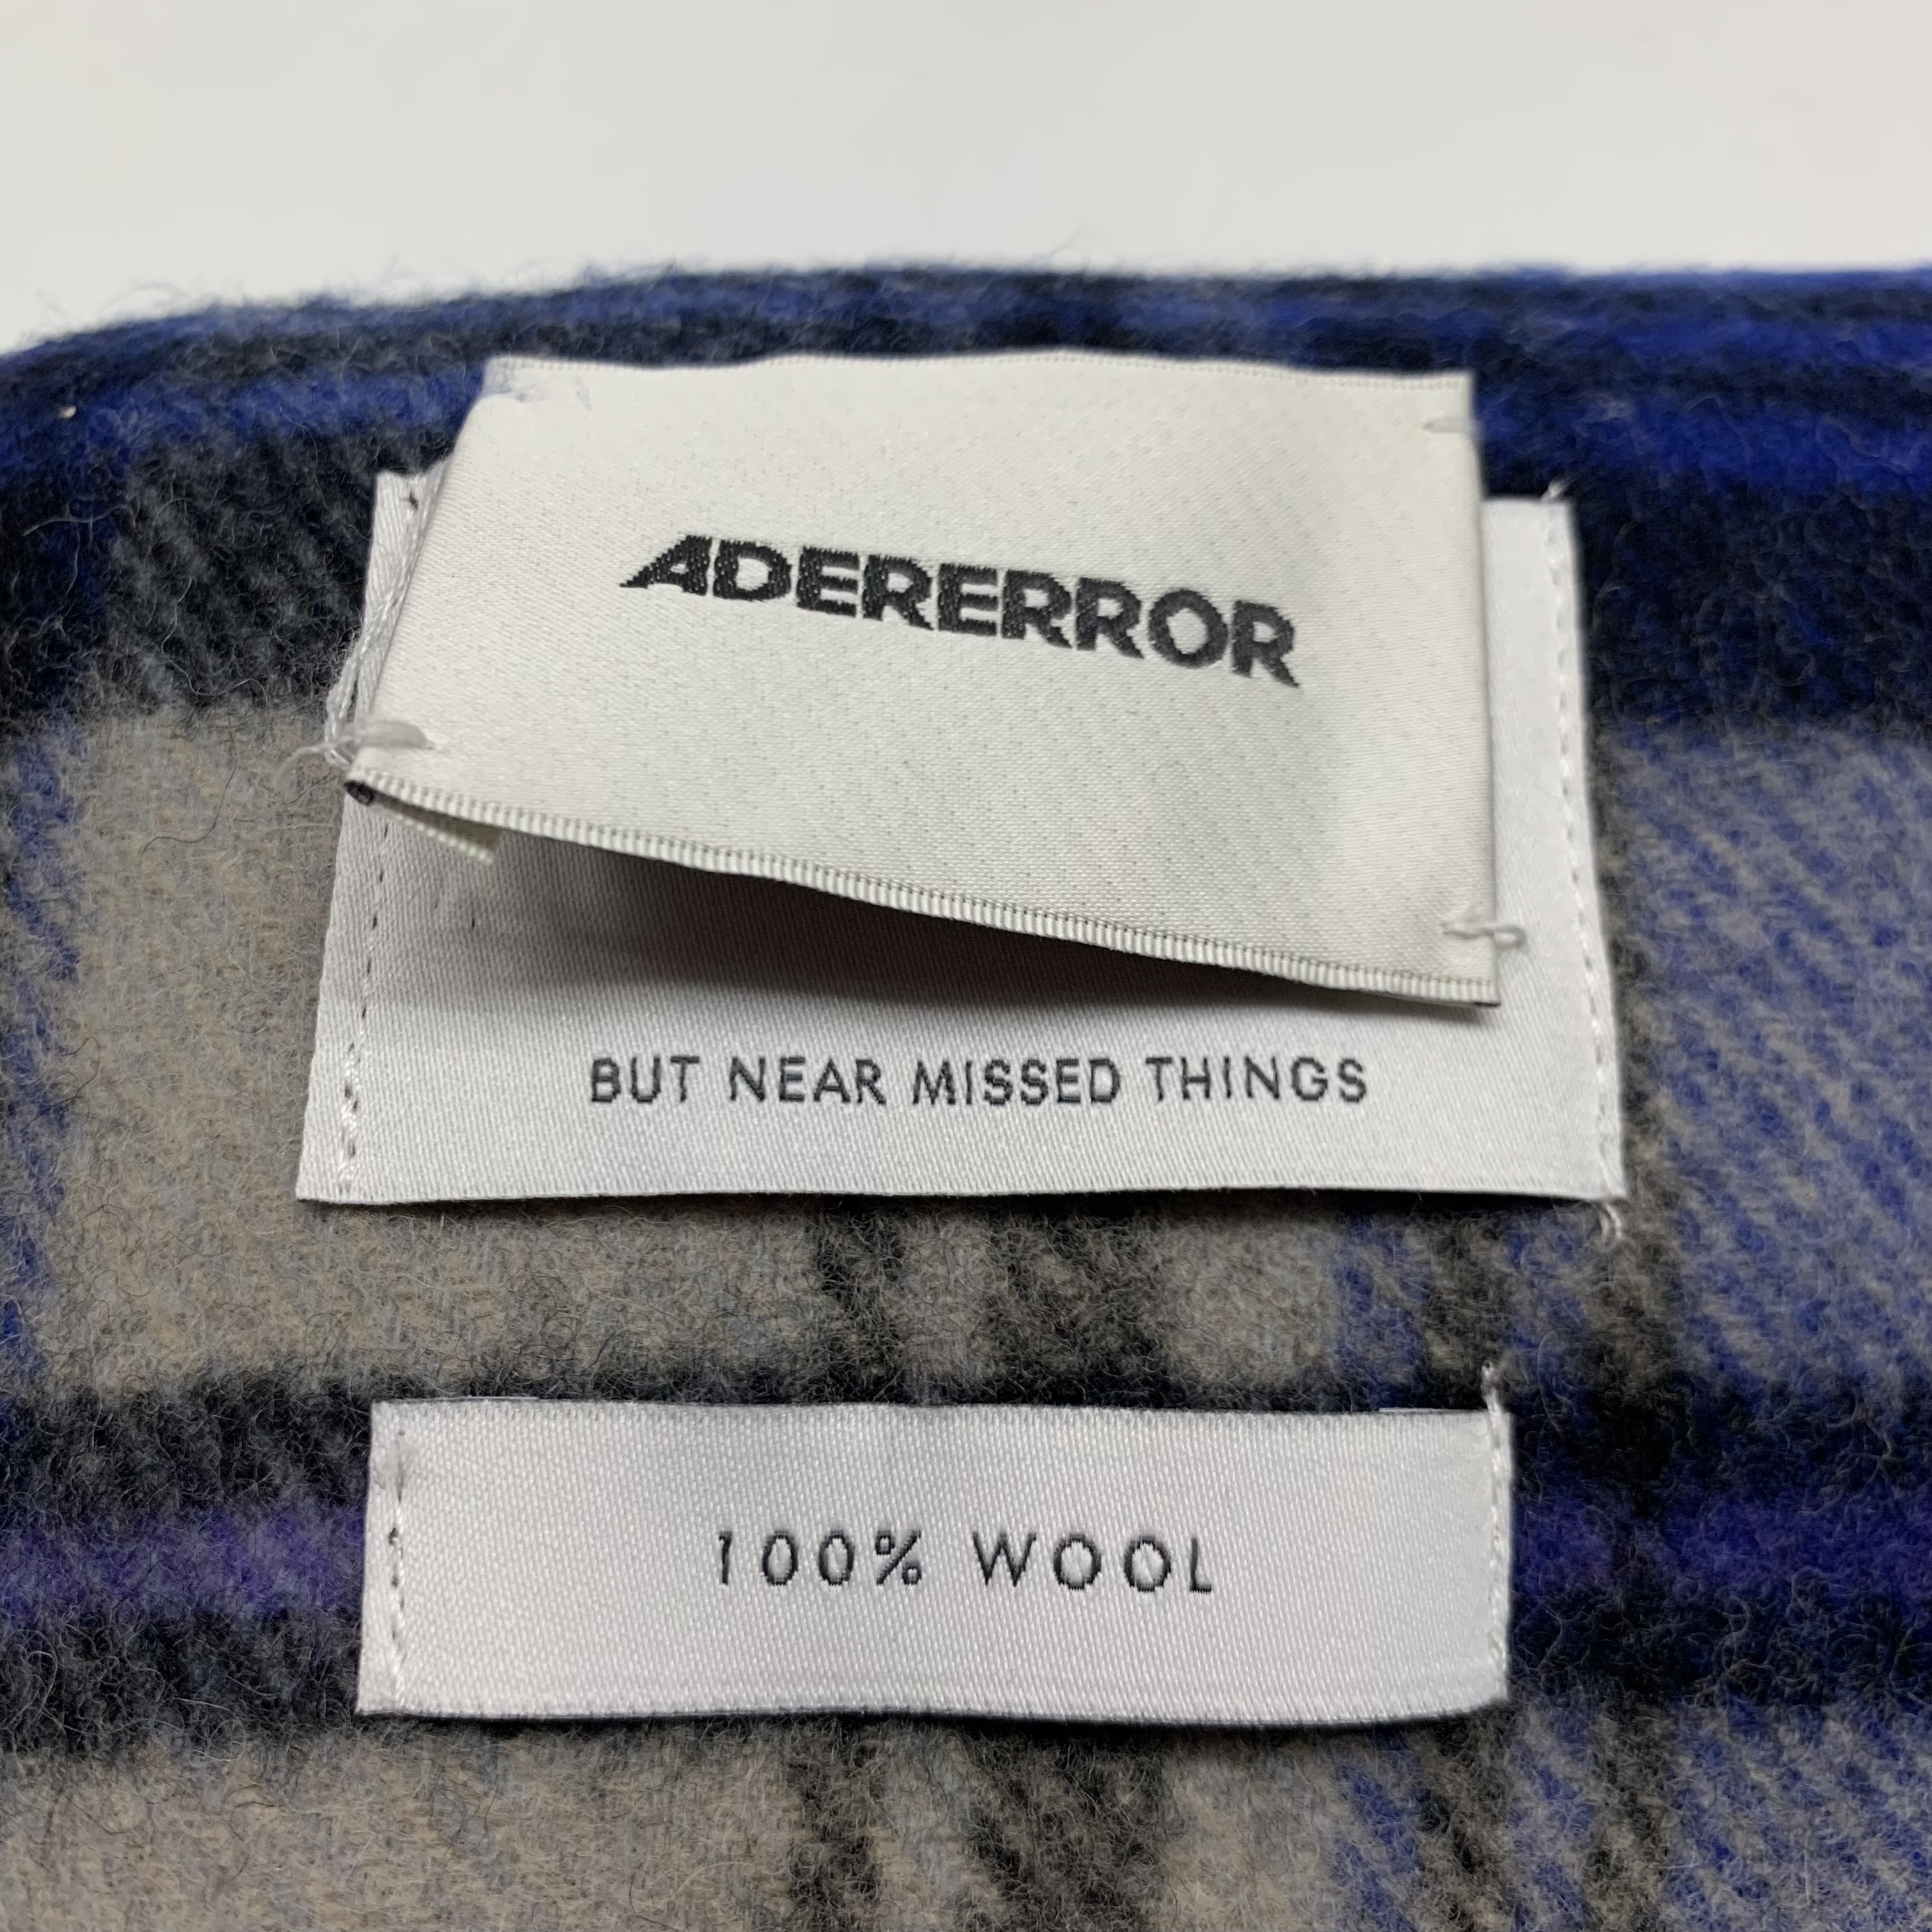 ADERERROR
BUT NEAR MISSED THINGS
100% WOOL